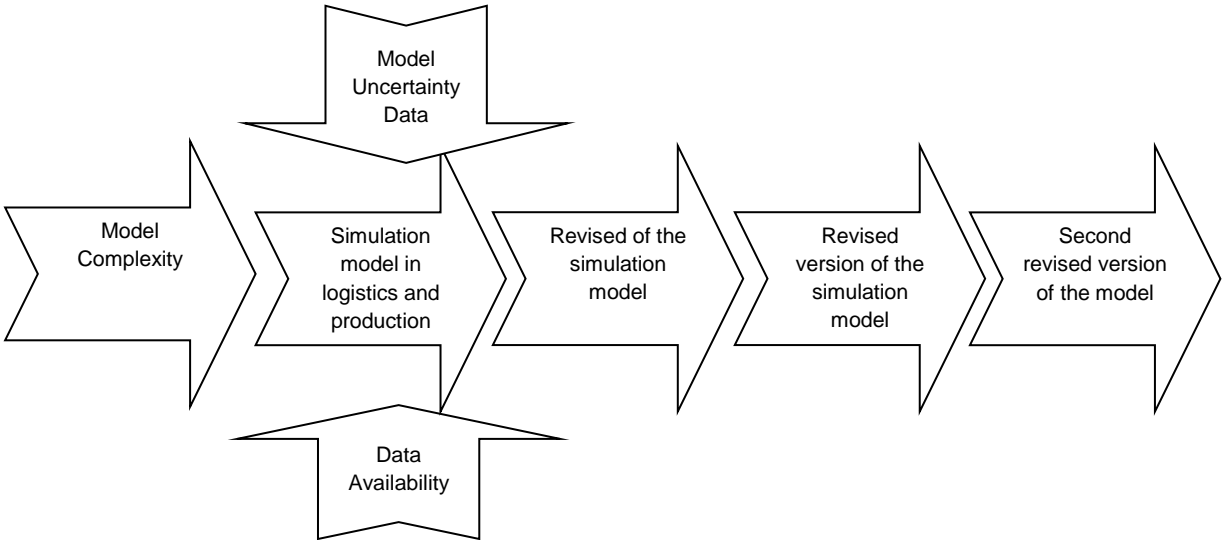 Model
Uncertainty
Data
Model
Complexity
Simulation
model in
logistics and
production
Revised of the
simulation
model
Revised
version of the
simulation
model
Second
revised version
of the model
Data
Availability